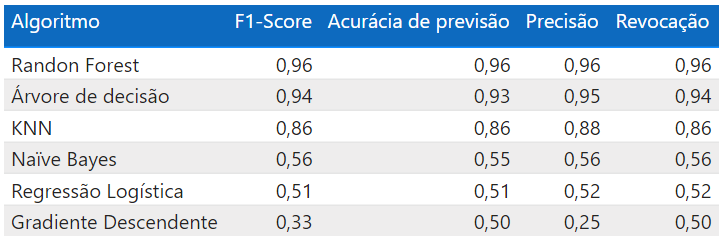 Algoritmo F1-Score Acurácia de previsão Precisão Revocação
Randon Forest 0,96 0,96 0,96 0,96
Árvore de decisão 0,94 0,93 0,95 0,94
KNN 0,86 0,86 0,88 0,86
Naïve Bayes 0,56 0,55 0,56 0,56
Regressão Logística 0,51 0,51 0,52 0,52
Gradiente Descendente 0,33 0,50 0,25 0,50